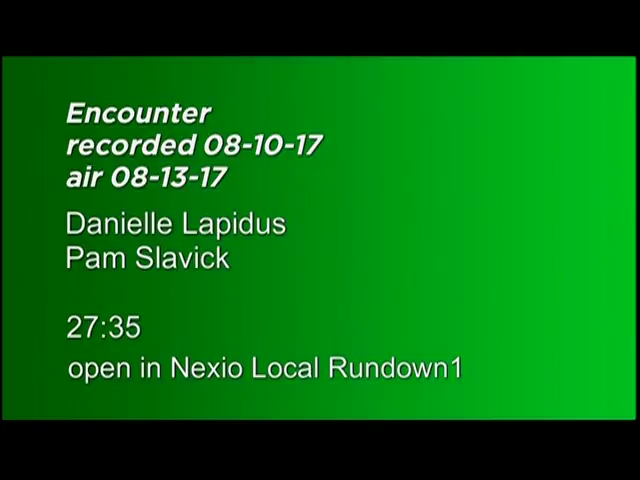 Encounter
recorded 08-10-17
air 08-13-17
Danielle Lapidus
Pam Slavick
27:35
open in Nexio Local Rundown1